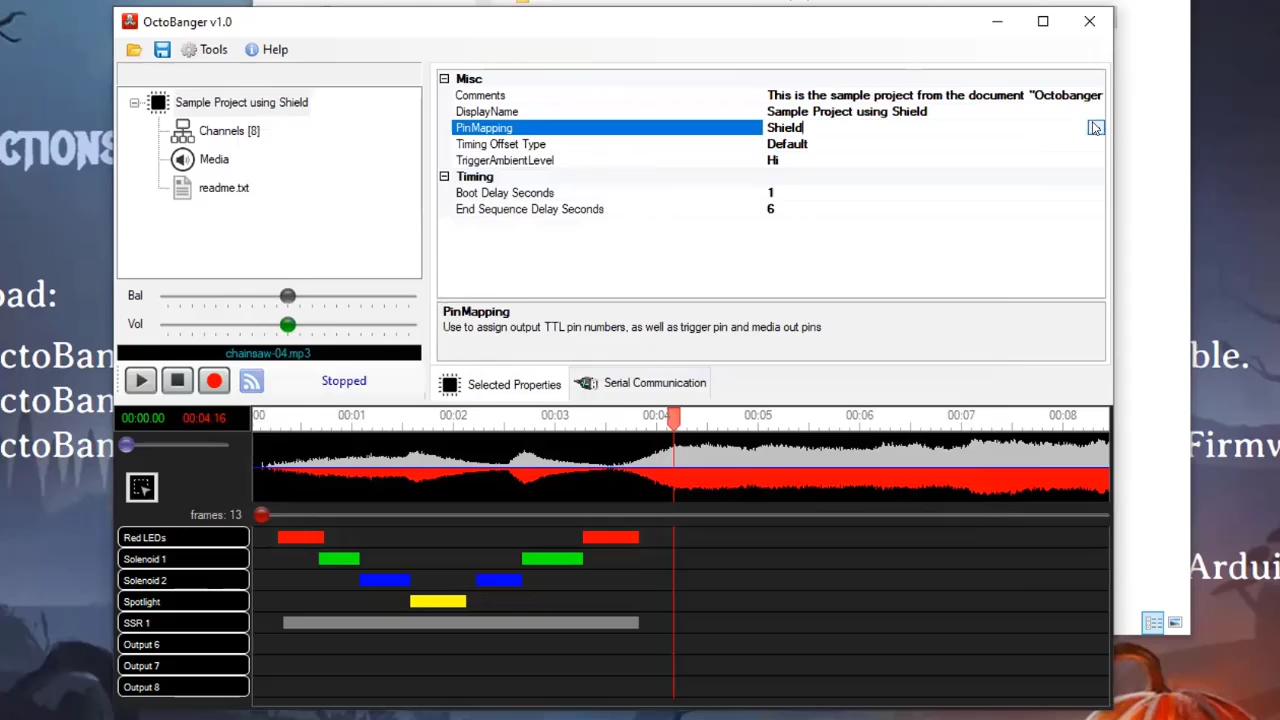 OctoBanger v1.0
Tools
Help
Sample Project using Shield
Channels [8]
Media
readme.txt
Misc
Comments
This is the sample project from the document "Octobanger
DisplayName
Sample Project using Shield
PinMapping
Shield
Timing Offset Type
Default
TriggerAmbientLevel
Hi
Timing
Boot Delay Seconds
1
End Sequence Delay Seconds
6
Bal
Vol
PinMapping
Use to assign output TTL pin numbers, as well as trigger pin and media out pins
chainsaw-04.mp3
Stopped
Selected Properties
Serial Communication
00:00.00
00:04.16
00
00:01
00:02
00:03
00:04
00:05
00:06
00:07
00:08
frames: 13
Red LEDs
Solenoid 1
Solenoid 2
Spotlight
SSR 1
Output 6
Output 7
Output 8
CTIONS
oad:
ctoBan
ble.
ctoBan
ctoBan
Firmw
Ardui